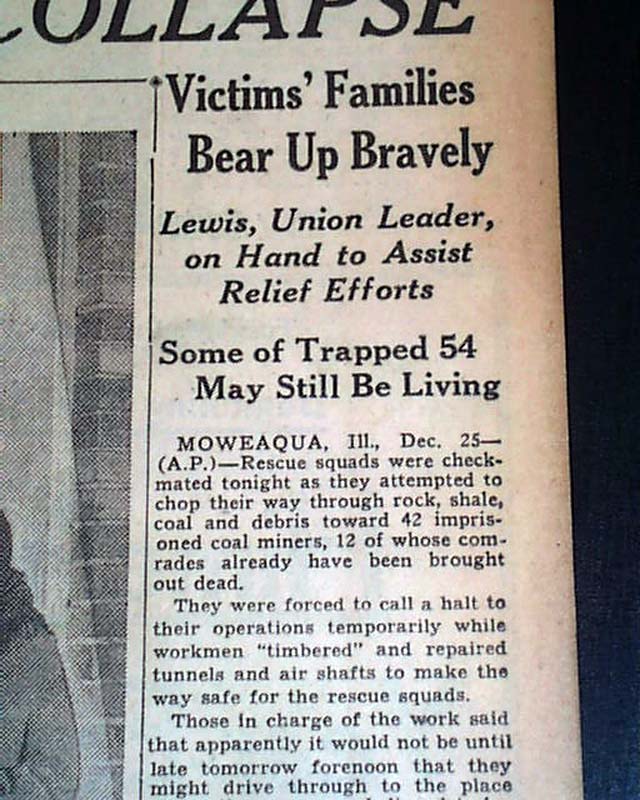 COLLAPSE
Victims' Families
Bear Up Bravely
Lewis, Union Leader,
on Hand to Assist
Relief Efforts
Some of Trapped 54
May Still Be Living
MOWEAQUA, Ill., Dec. 25—
(A.P.)—Rescue squads were check-
mated tonight as they attempted to
chop their way through rock, shale,
coal and debris toward 42 impris-
oned coal miners, 12 of whose com-
rades already have been brought
out dead.
They were forced to call a halt to
their operations temporarily while
workmen "timbered" and repaired
tunnels and air shafts to make the
way safe for the rescue squads.
Those in charge of the work said
that apparently it would not be until
late tomorrow forenoon that they
might drive through to the place